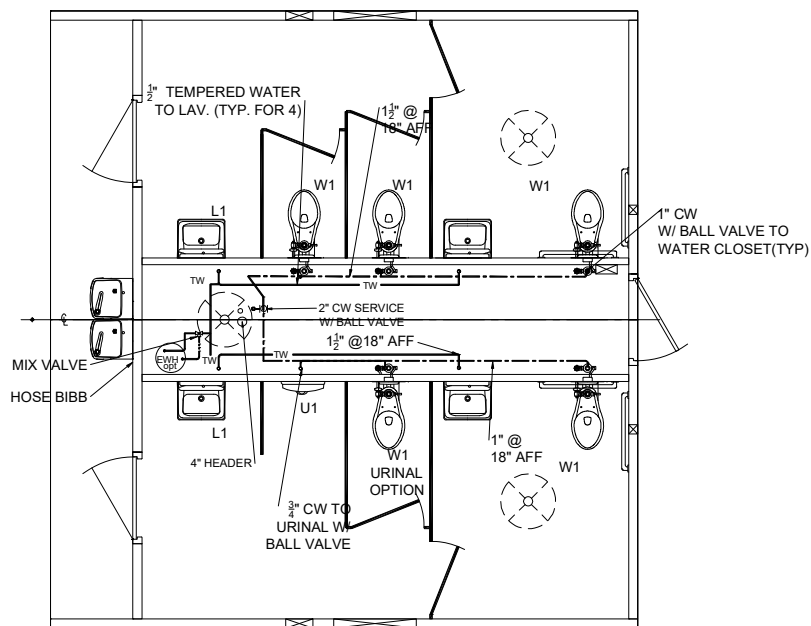 1/2" TEMPERED WATER
TO LAV. (TYP. FOR 4)
1 1/2" @
18" AFF
W1
W1
W1
L1
1" CW
W/ BALL VALVE TO
WATER CLOSET(TYP)
TW
TW
2" CW SERVICE
W/ BALL VALVE
℄
1 1/2" @18" AFF
MIX VALVE
EWH
opt
TW
TW
HOSE BIBB
L1
U1
4" HEADER
W1
URINAL
OPTION
1" @
18" AFF
W1
3/4" CW TO
URINAL W/
BALL VALVE